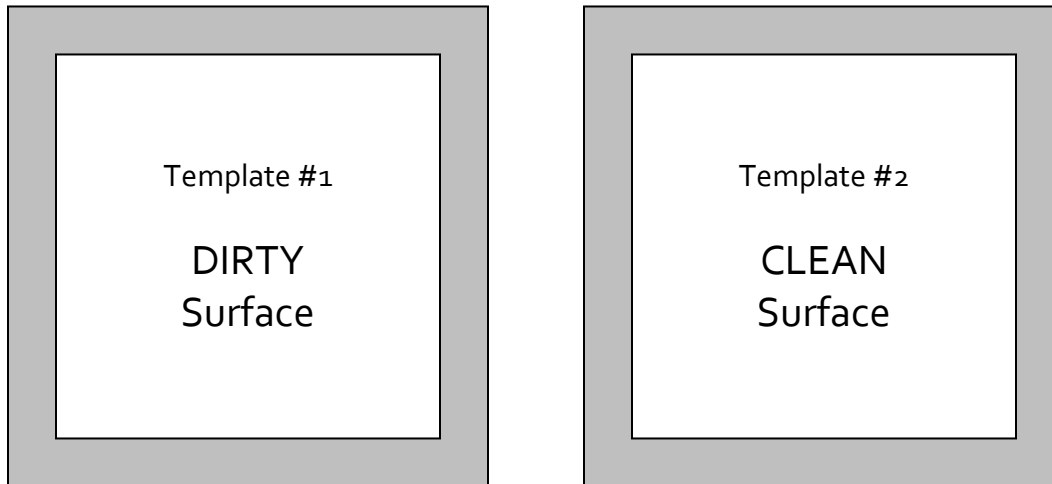 Template #1
DIRTY
Surface
Template #2
CLEAN
Surface